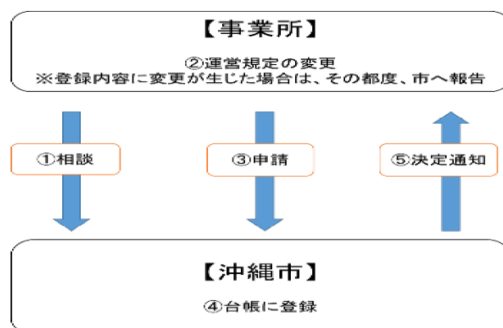 【事業所】
②運営規定の変更
※登録内容に変更が生じた場合は、その都度、市へ報告
①相談
③申請
⑤決定通知
【沖縄市】
④台帳に登録